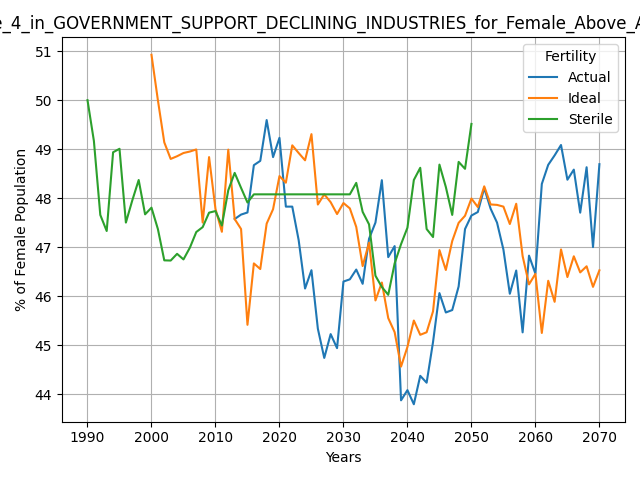 _4_in_GOVERNMENT_SUPPORT_DECLINING_INDUSTRIES_for_Female_Above_
51
50
49
48
47
46
45
44
% of Female Population
Fertility
Actual
Ideal
Sterile
1990 2000 2010 2020 2030 2040 2050 2060 2070
Years